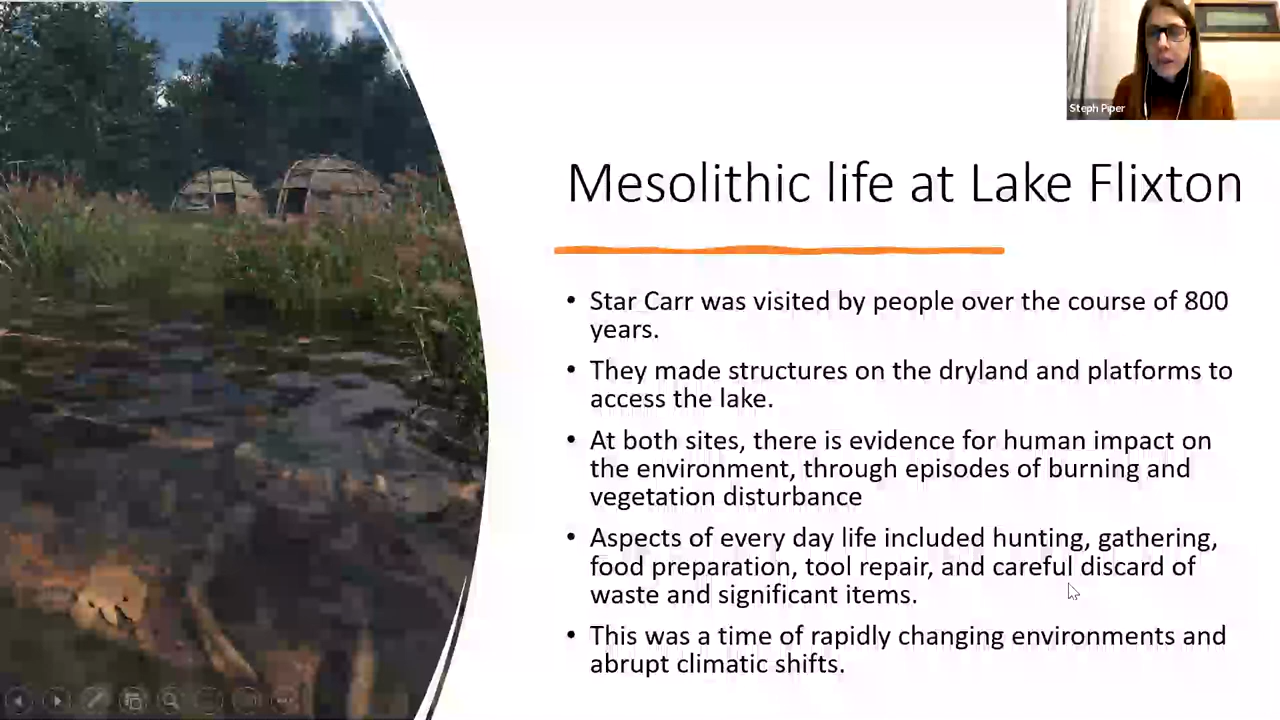 Steph Piper
Mesolithic life at Lake Flixton
• Star Carr was visited by people over the course of 800
years.
• They made structures on the dryland and platforms to
access the lake.
• At both sites, there is evidence for human impact on
the environment, through episodes of burning and
vegetation disturbance
• Aspects of every day life included hunting, gathering,
food preparation, tool repair, and careful discard of
waste and significant items.
• This was a time of rapidly changing environments and
abrupt climatic shifts.